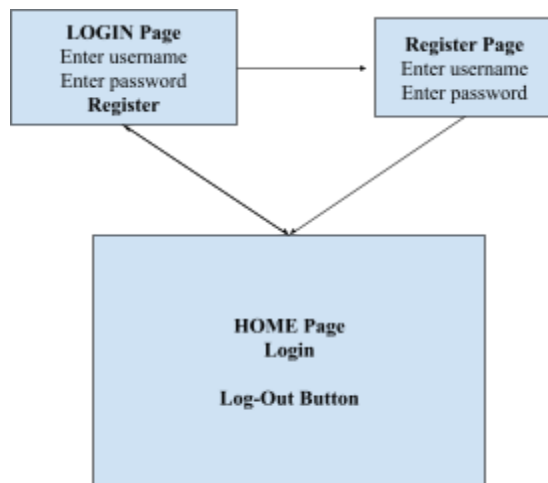 LOGIN Page
Enter username
Enter password
Register
Register Page
Enter username
Enter password
HOME Page
Login
Log-Out Button